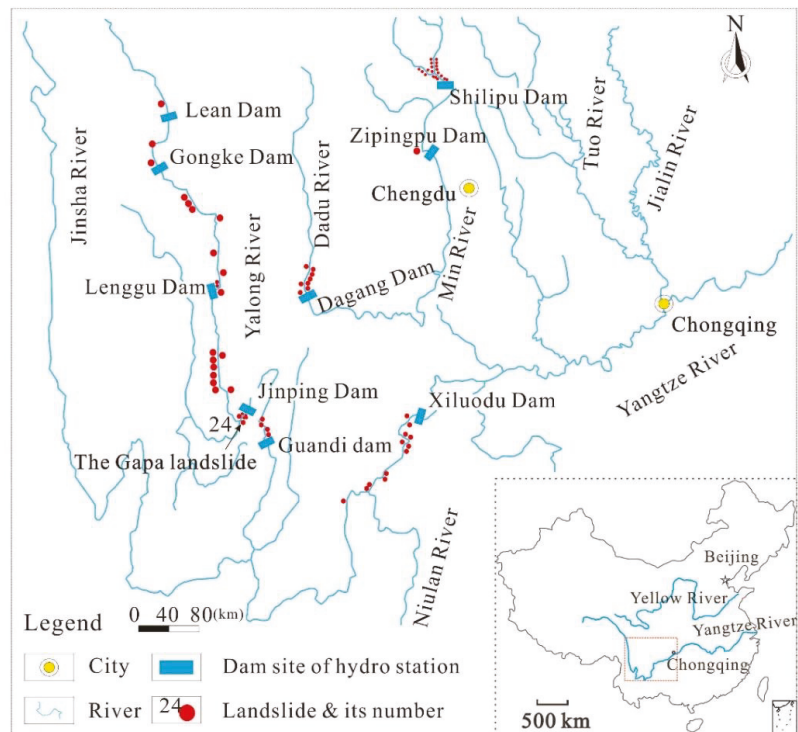 N
Lean Dam
Gongke Dam
Jinsha River
Lenggu Dam
Yalong River
Dadu River
Dagang Dam
Shilipu Dam
Zipingpu Dam
Chengdu
Min River
Tuo River
Jialin River
Chongqing
Yangtze River
Jinping Dam
24
The Gapa landslide
Guandi dam
Xiluodu Dam
Niulan River
Legend
0 40 80(km)
City
Dam site of hydro station
River
24
Landslide & its number
Beijing
Yellow River
Yangtze River
Chongqing
500 km